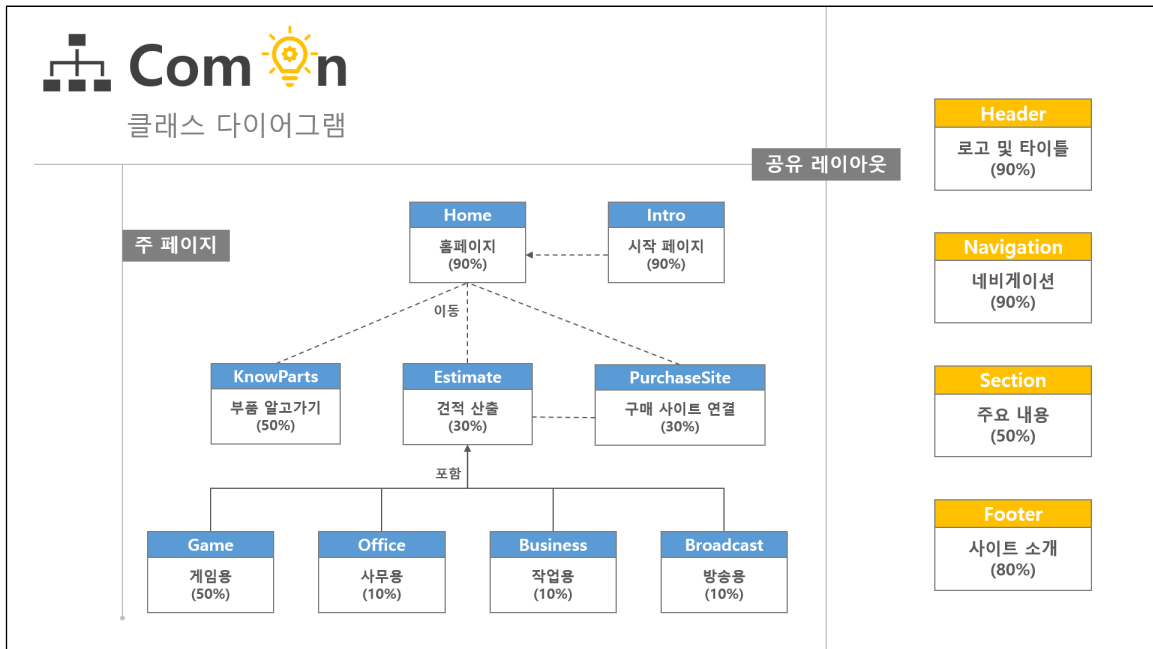 Com On
클래스 다이어그램
공유 레이아웃
주 페이지
Home
홈페이지
(90%)
Intro
시작 페이지
(90%)
이동
KnowParts
부품 알고가기
(50%)
Estimate
견적 산출
(30%)
PurchaseSite
구매 사이트 연결
(30%)
포함
Game
게임용
(50%)
Office
사무용
(10%)
Business
작업용
(10%)
Broadcast
방송용
(10%)
Header
로고 및 타이틀
(90%)
Navigation
네비게이션
(90%)
Section
주요 내용
(50%)
Footer
사이트 소개
(80%)